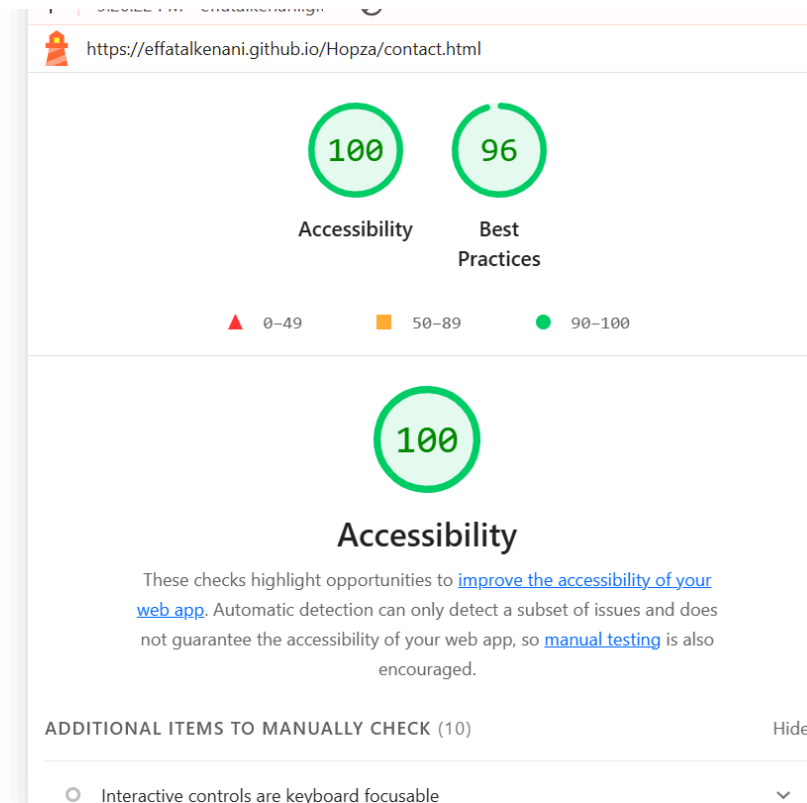 https://effatalkenani.github.io/Hopza/contact.html
100
96
Accessibility
Best
Practices
0–49
50–89
90–100
100
Accessibility
These checks highlight opportunities to improve the accessibility of your
web app. Automatic detection can only detect a subset of issues and does
not guarantee the accessibility of your web app, so manual testing is also
encouraged.
ADDITIONAL ITEMS TO MANUALLY CHECK (10)
Hide
Interactive controls are keyboard focusable